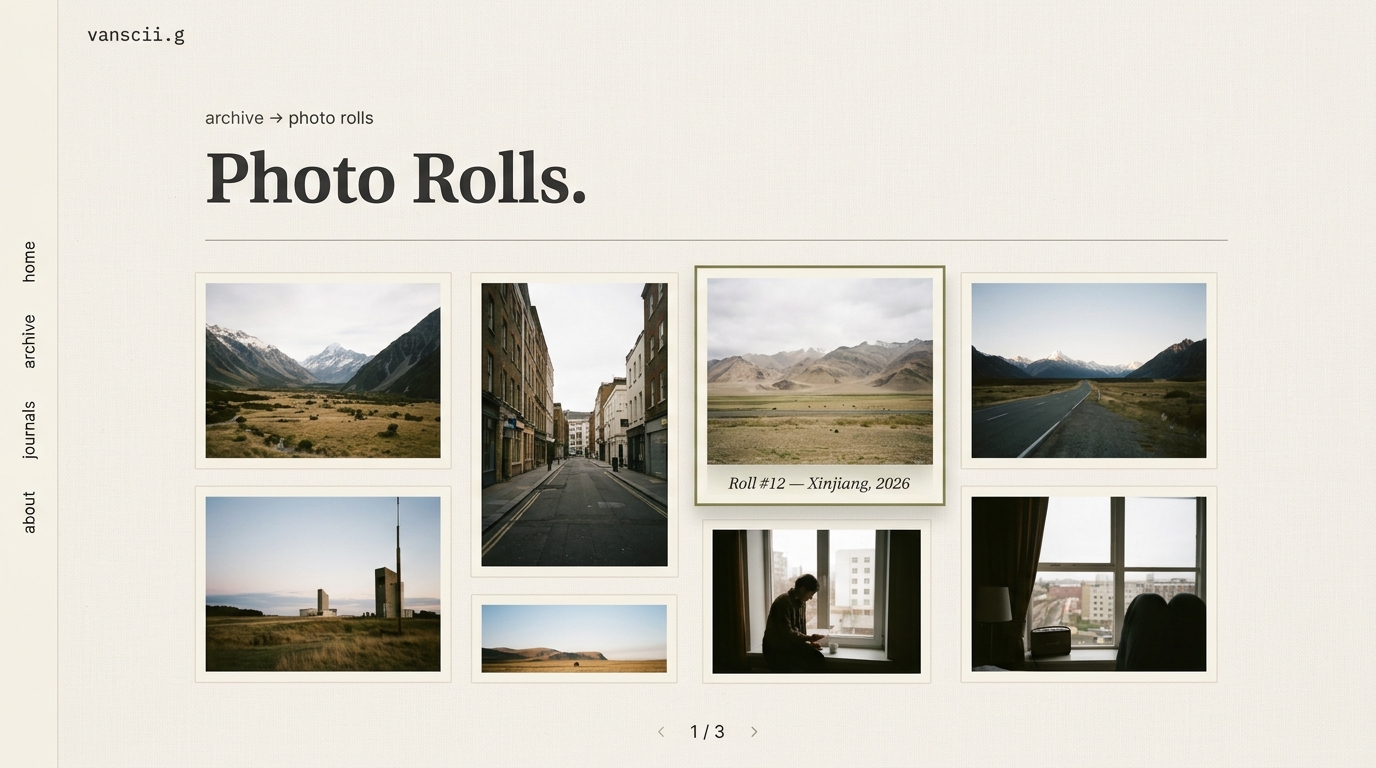 vanscii.g
archive → photo rolls
Photo Rolls.
home
archive
journals
about
Roll #12 — Xinjiang, 2026
‹ 1 / 3 ›